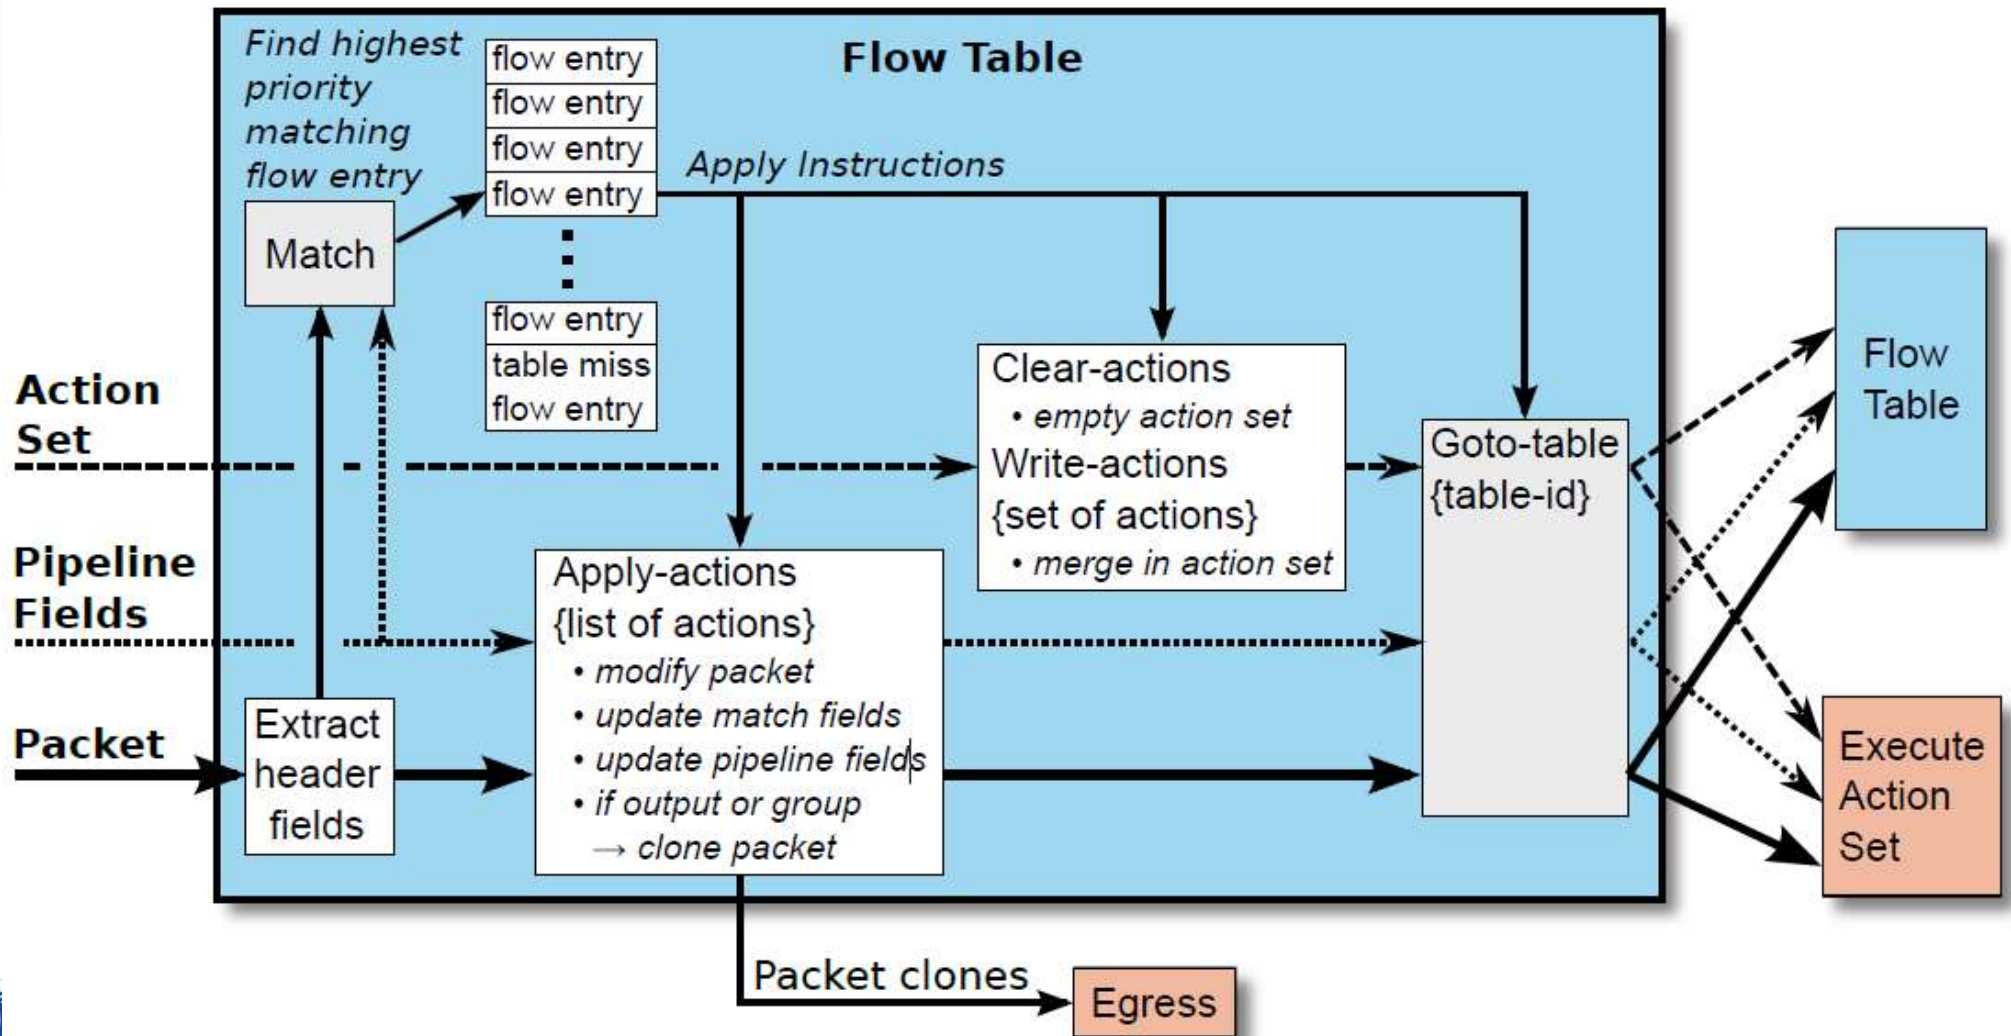 Find highest
priority
matching
flow entry
flow entry
flow entry
flow entry
flow entry
Flow Table
Apply Instructions
Match
flow entry
table miss
flow entry
Action
Set
Clear-actions
• empty action set
Write-actions
{set of actions}
• merge in action set
Goto-table
{table-id}
Flow
Table
Pipeline
Fields
Apply-actions
{list of actions}
• modify packet
• update match fields
• update pipeline fields
• if output or group
→ clone packet
Packet
Extract
header
fields
Execute
Action
Set
Packet clones
Egress